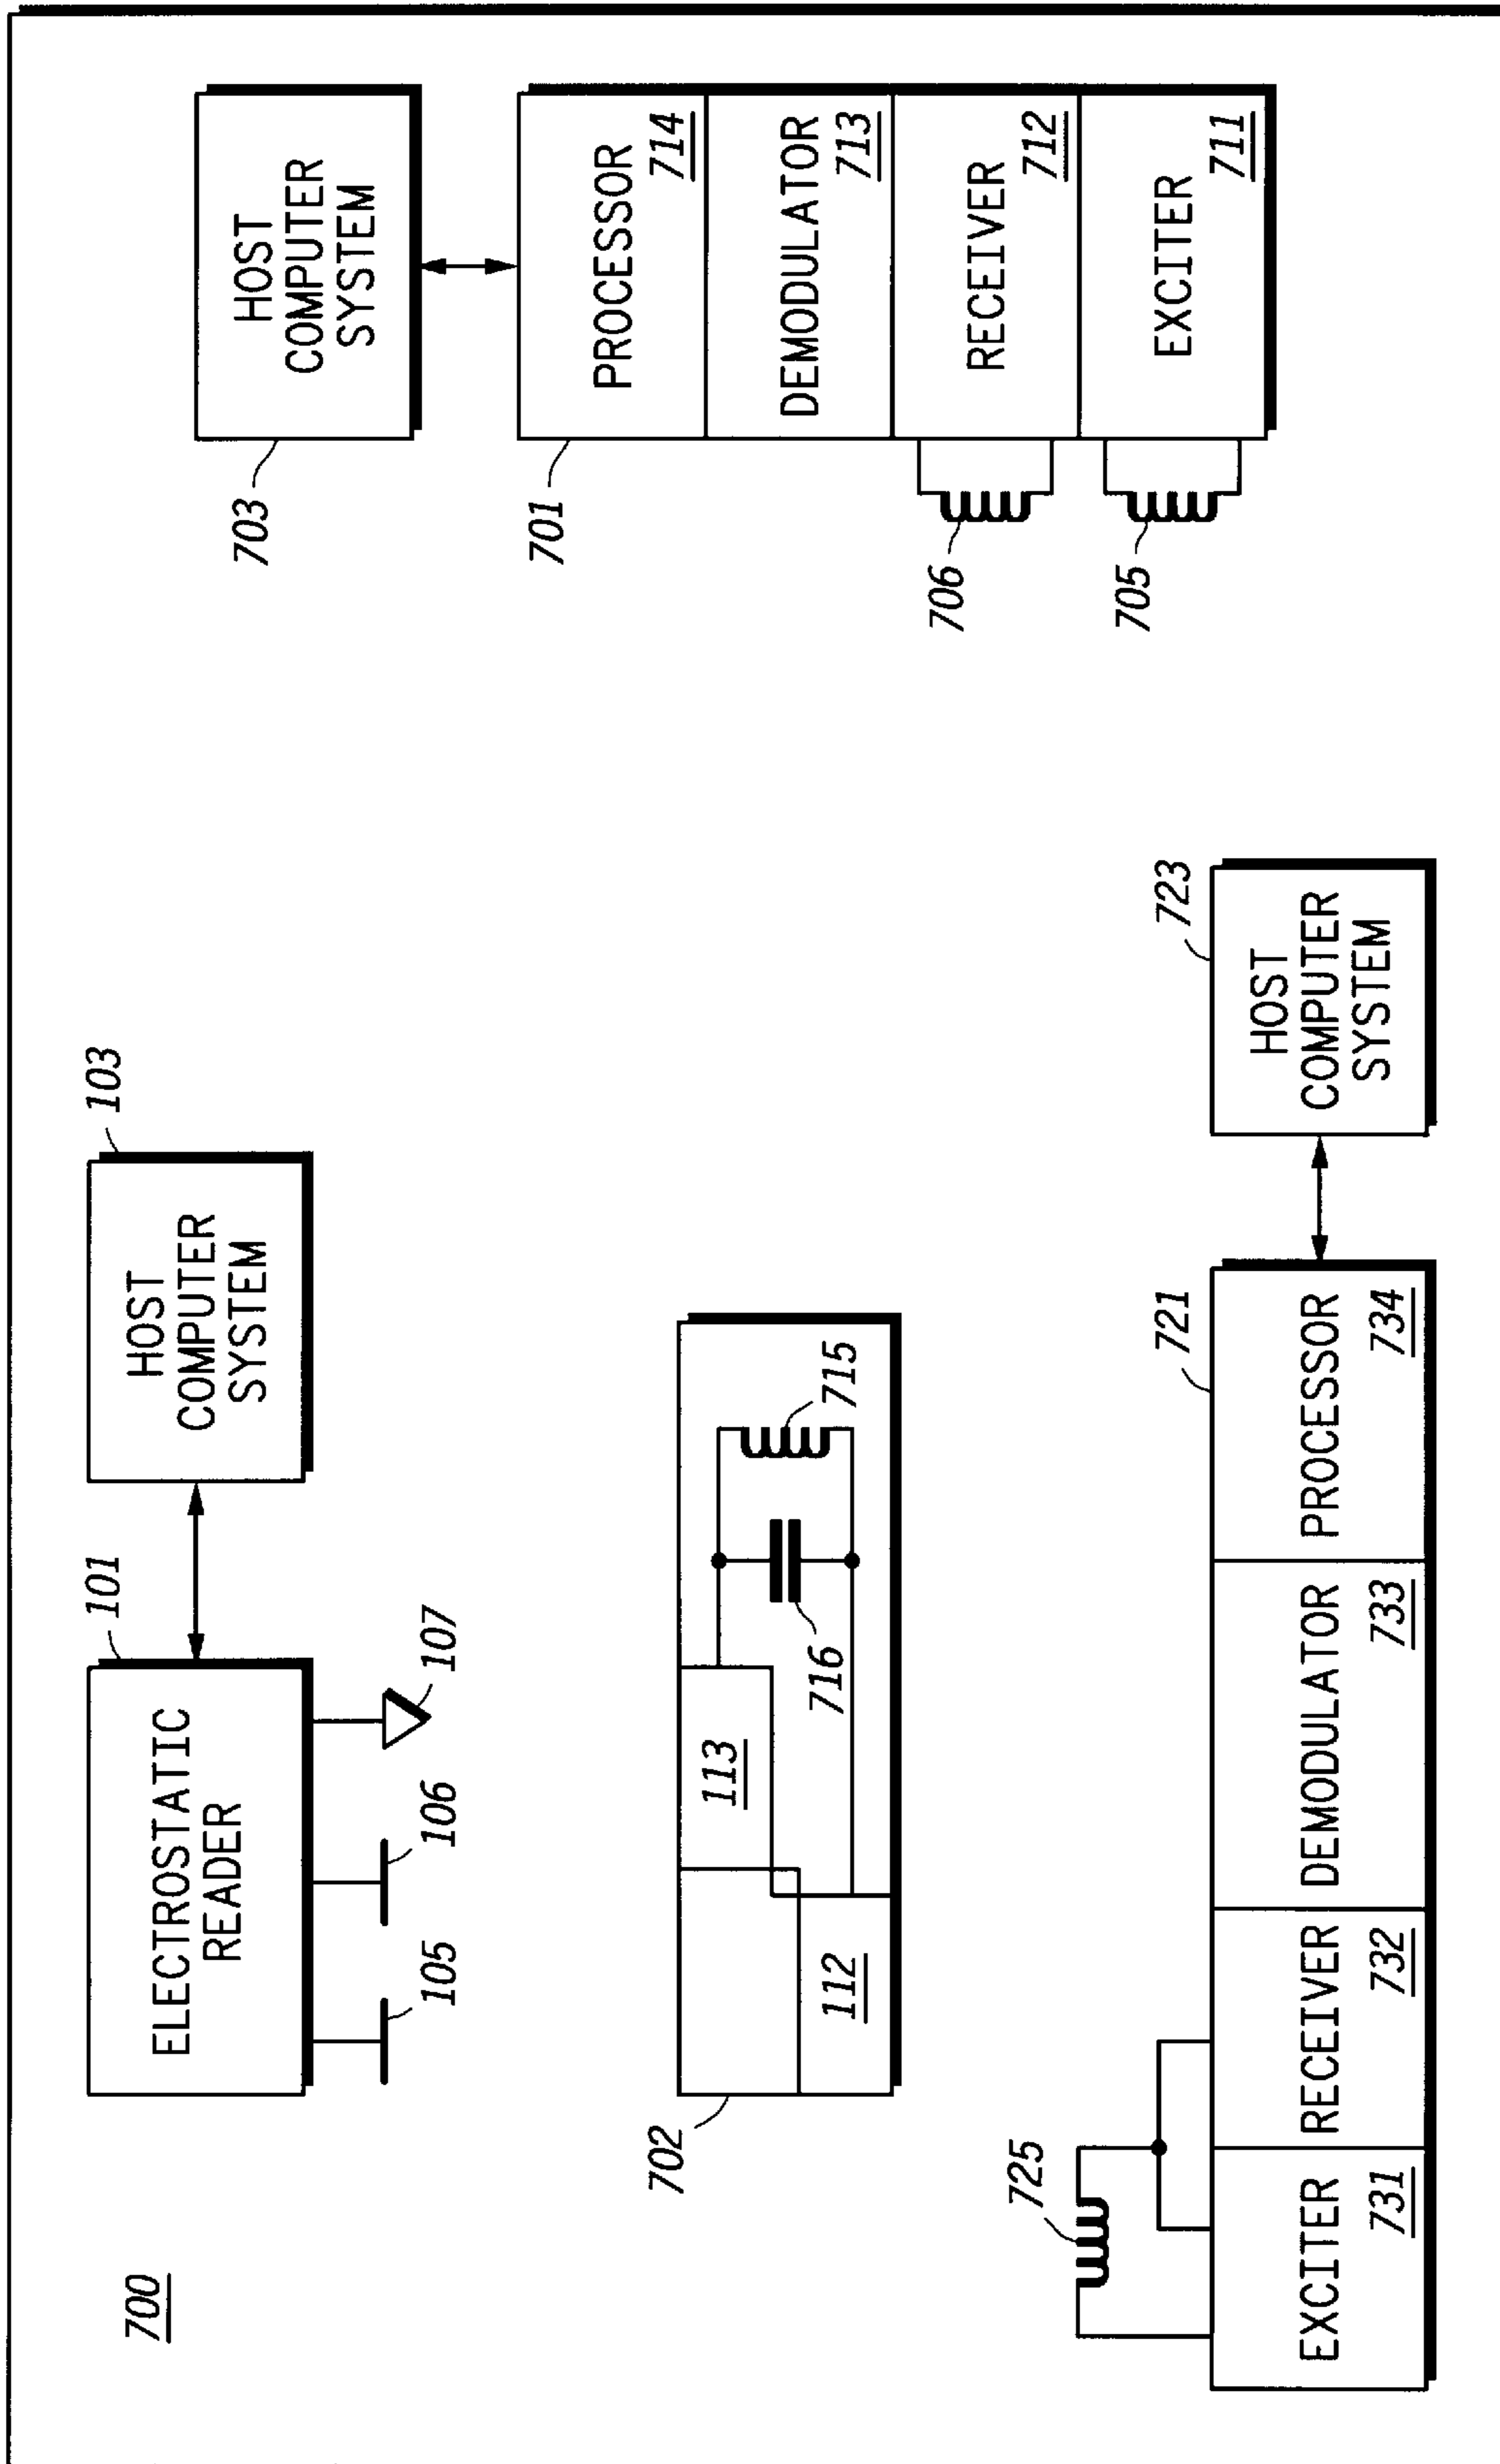 700
ELECTROSTATIC
READER
101
105
106
107
HOST
COMPUTER
SYSTEM
103
702
113
112
716
715
725
EXCITER
731
RECEIVER
732
DEMODULATOR
733
PROCESSOR
734
721
HOST
COMPUTER
SYSTEM
723
HOST
COMPUTER
SYSTEM
703
701
PROCESSOR
714
DEMODULATOR
713
RECEIVER
712
EXCITER
711
706
705